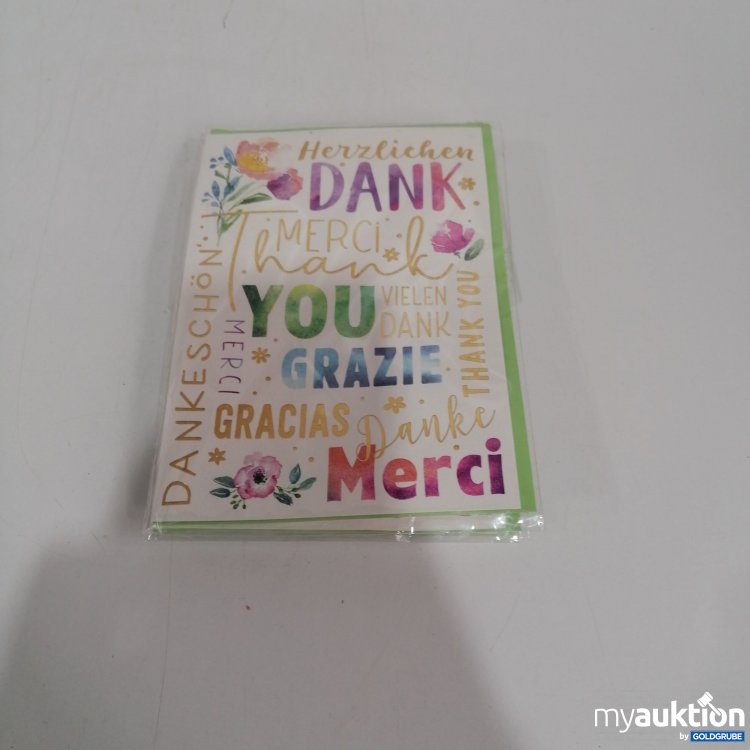 Herzlichen
DANK
MERCI
Thank
YOU
VIELEN
DANK
GRAZIE
GRACIAS
Danke
Merci
DANKESCHÖN
MERCI
THANK YOU
myauktion
by GOLDGRUBE